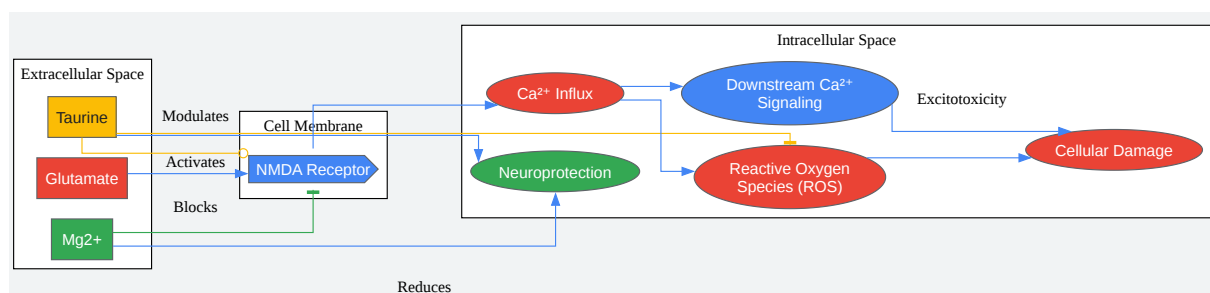 Intracellular Space
Extracellular Space
Ca²⁺ Influx
Downstream Ca²⁺
Signaling
Excitotoxicity
Taurine
Modulates
Cell Membrane
Cellular Damage
Glutamate
Activates
NMDA Receptor
Neuroprotection
Reactive Oxygen
Species (ROS)
Blocks
Mg2+
Reduces